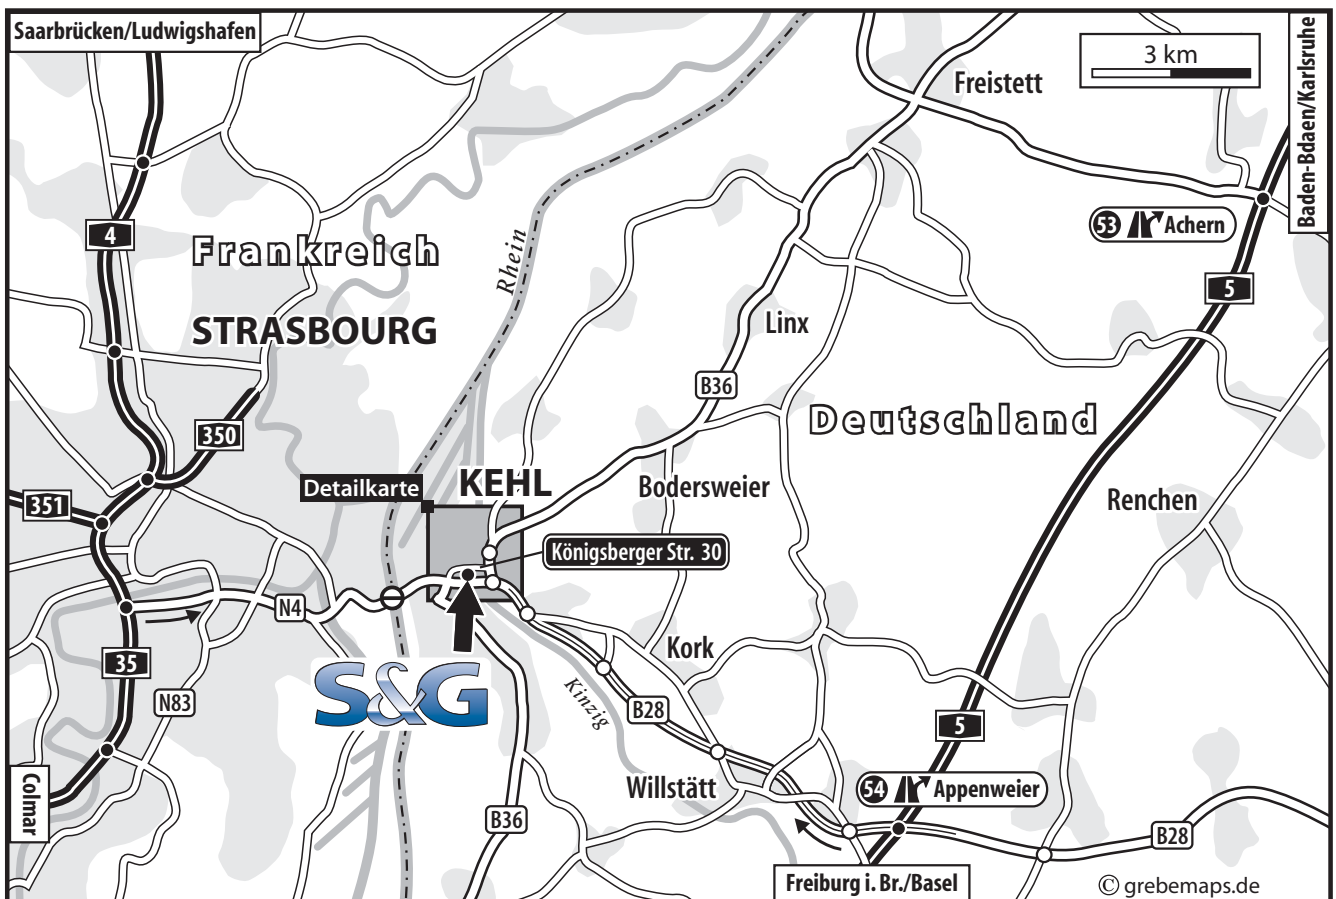 Saarbrücken/Ludwigshafen
3 km
Freistett
Baden-Bdaen/Karlsruhe
53 Achern
4
Frankreich
Rhein
5
STRASBOURG
Linx
B36
Deutschland
350
Detailkarte
KEHL
Bodersweier
Renchen
351
Königsberger Str. 30
N4
Kork
35
N83
S&G
Kinzig
B28
5
Willstätt
54 Appenweier
Colmar
B36
B28
Freiburg i. Br./Basel
© grebemaps.de